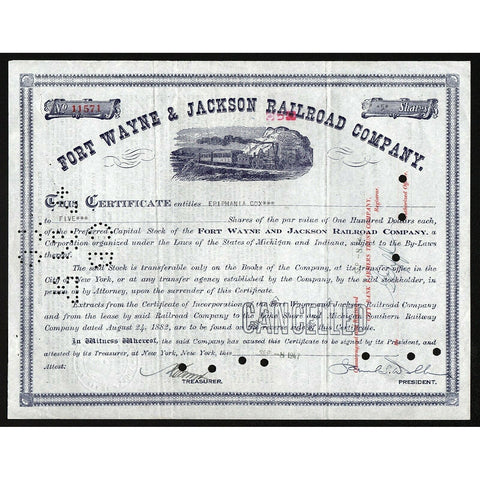 No 11571
Shares
FORT WAYNE & JACKSON RAILROAD COMPANY.
This CERTIFICATE entitles EPIPHANIA COX***
to FIVE*** Shares of the par value of One Hundred Dollars each,
of the Preferred Capital Stock of the FORT WAYNE AND JACKSON RAILROAD COMPANY, a
Corporation organized under the Laws of the States of Michigan and Indiana, subject to the By-Laws
thereof.
The said Stock is transferable only on the Books of the Company, at its transfer office in the
City of New York, or at any transfer agency established by the Company, by the said stockholder, in
person or by Attorney, upon the surrender of this Certificate.
Extracts from the Certificate of Incorporation of Railroad Company
and from the lease by said Railroad Company to the Lake Shore and Michigan Southern Railway
Company dated August 24, 1882, are to be found on of this Certificate.
CANCELLED
In Witness Whereof, the said Company has caused this Certificate to be signed by its President, and
attested by its Treasurer, at New York, New York, this SEP -8 1947
Attest:
TREASURER.
PRESIDENT.